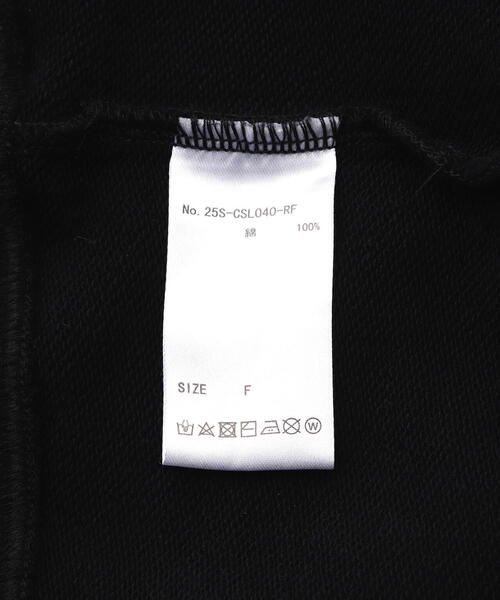 No. 25S-CSL040-RF
綿 100%
SIZE F
W